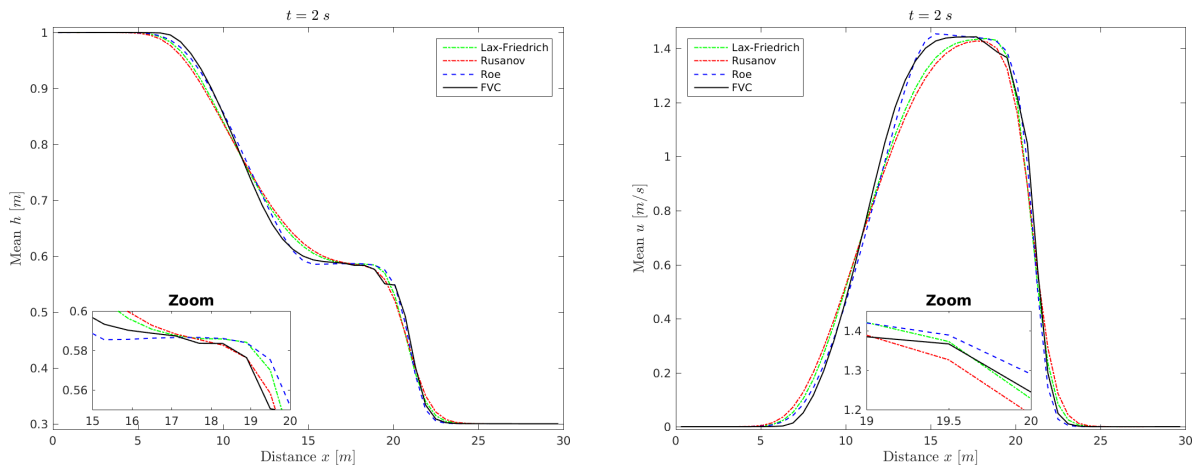 t = 2 s
1
0.9
0.8
0.7
0.6
0.5
0.4
0.3
Mean h [m]
Lax-Friedrich
Rusanov
Roe
FVC
Zoom
0.6
0.58
0.56
15 16 17 18 19 20
0 5 10 15 20 25 30
Distance x [m]
t = 2 s
1.4
1.2
1
0.8
0.6
0.4
0.2
0
Mean u [m/s]
Lax-Friedrich
Rusanov
Roe
FVC
Zoom
1.4
1.3
1.2
19 19.5 20
0 5 10 15 20 25 30
Distance x [m]